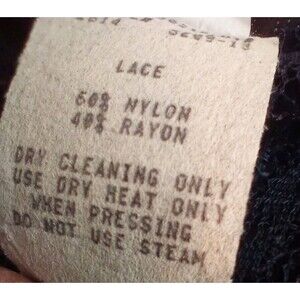 LACE
60% NYLON
40% RAYON
DRY CLEANING ONLY
USE DRY HEAT ONLY
WHEN PRESSING
DO NOT USE STEAM